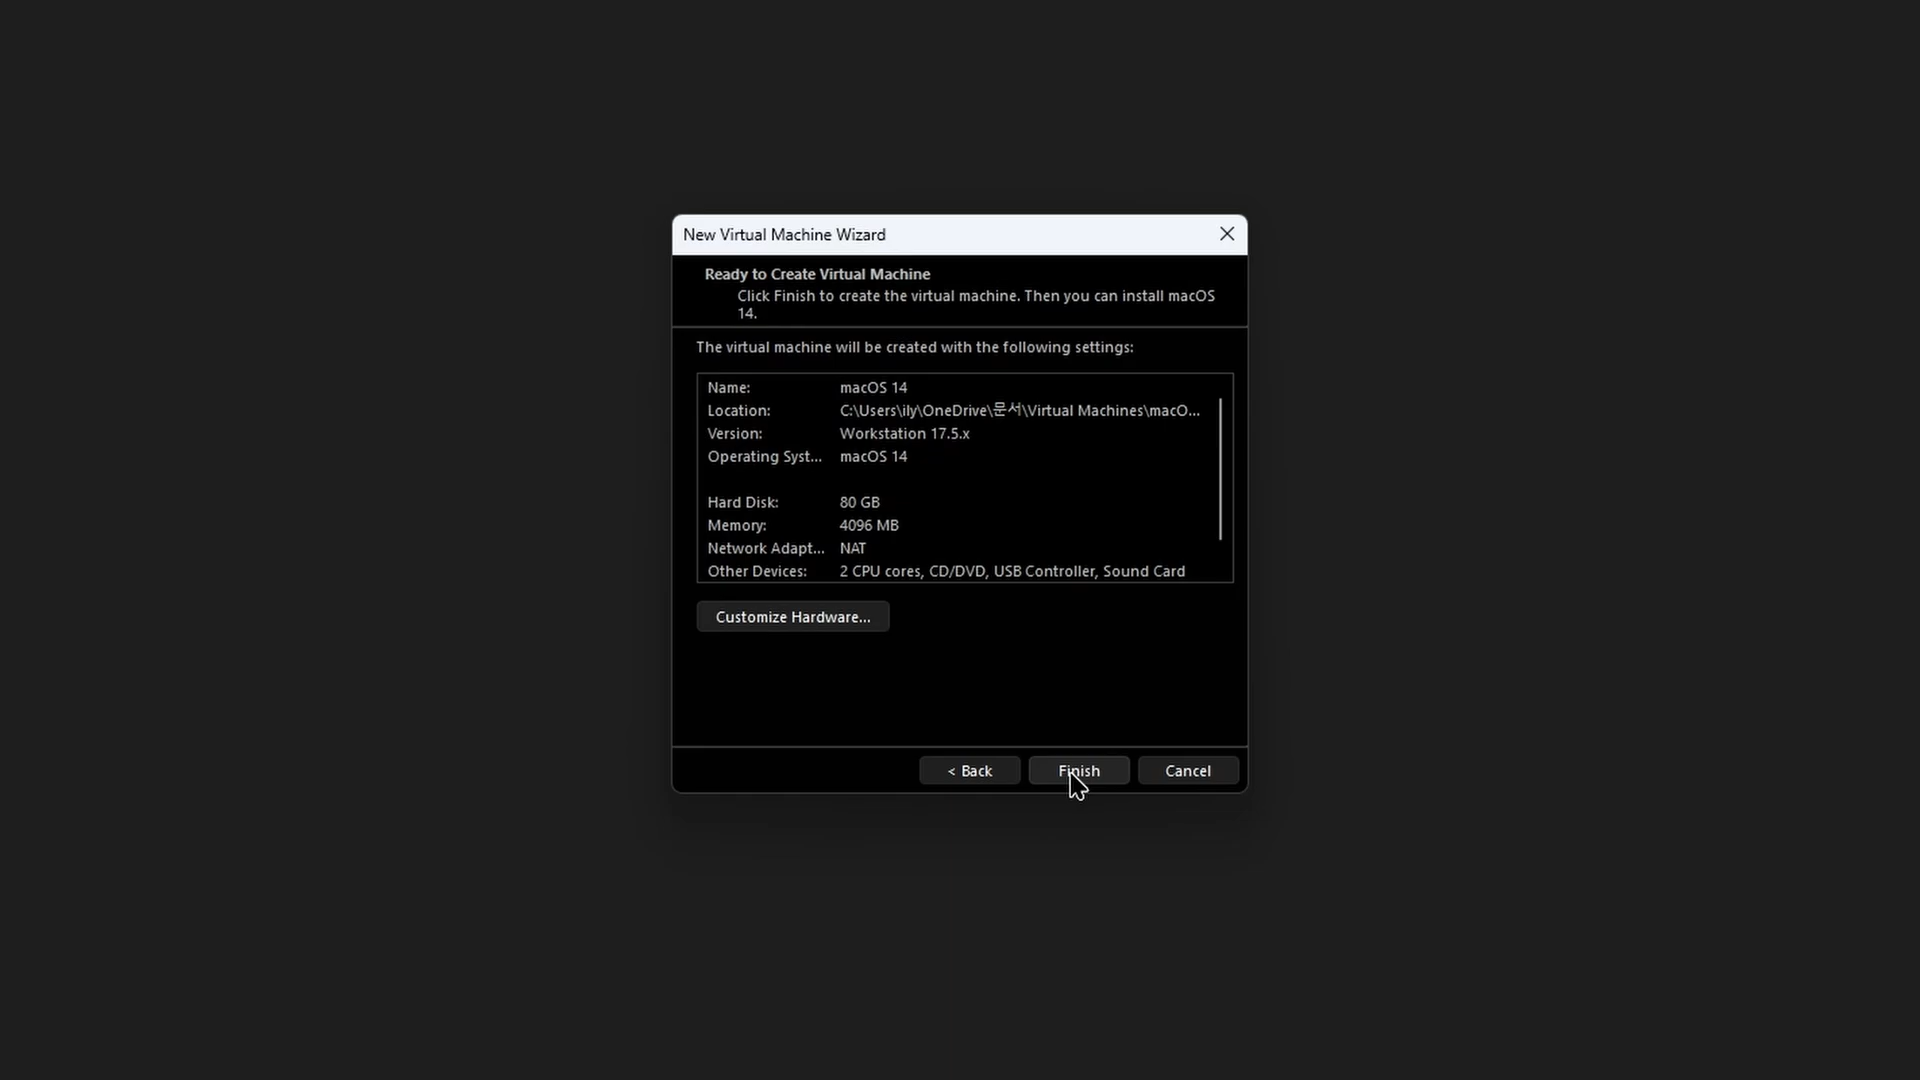 New Virtual Machine Wizard
Ready to Create Virtual Machine
Click Finish to create the virtual machine. Then you can install macOS
14.
The virtual machine will be created with the following settings:
Name: macOS 14
Location: C:\Users\ily\OneDrive\문서\Virtual Machines\macO...
Version: Workstation 17.5.x
Operating Syst... macOS 14
Hard Disk: 80 GB
Memory: 4096 MB
Network Adapt... NAT
Other Devices: 2 CPU cores, CD/DVD, USB Controller, Sound Card
Customize Hardware...
< Back Finish Cancel